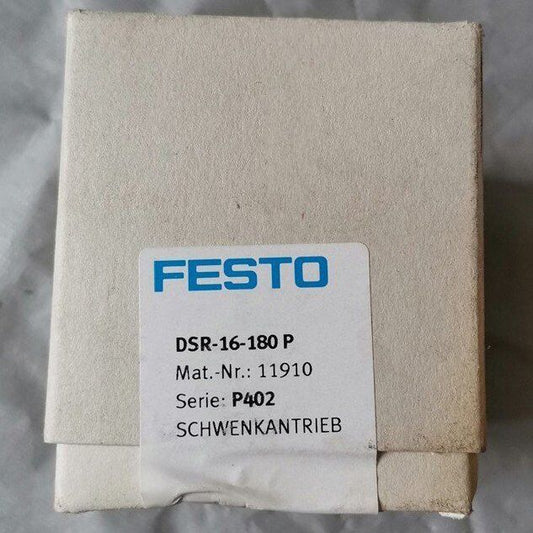 FESTO
DSR-16-180 P
Mat.-Nr.: 11910
Serie: P402
SCHWENKANTRIEB